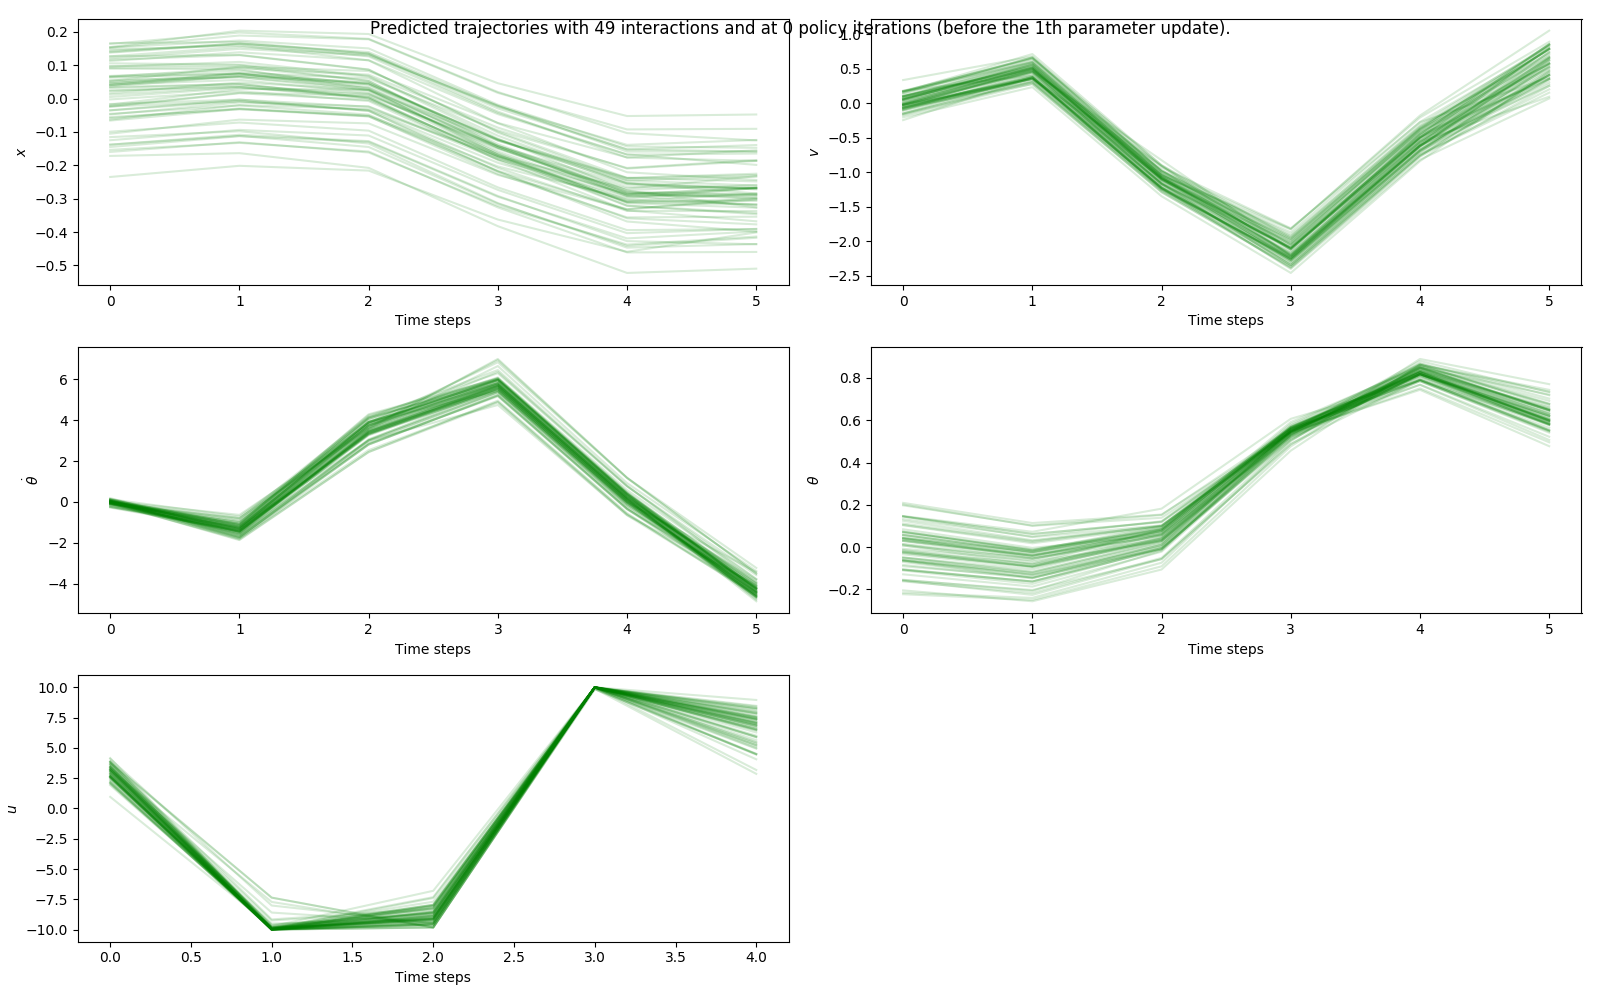 Predicted trajectories with 49 interactions and at 0 policy iterations (before the 1th parameter update).
0.2
0.1
0.0
−0.1
−0.2
−0.3
−0.4
−0.5
x
0 1 2 3 4 5
Time steps
1.0
0.5
0.0
−0.5
−1.0
−1.5
−2.0
−2.5
v
0 1 2 3 4 5
Time steps
6
4
2
0
−2
−4
θ̇
0 1 2 3 4 5
Time steps
0.8
0.6
0.4
0.2
0.0
−0.2
θ
0 1 2 3 4 5
Time steps
10.0
7.5
5.0
2.5
0.0
−2.5
−5.0
−7.5
−10.0
u
0.0 0.5 1.0 1.5 2.0 2.5 3.0 3.5 4.0
Time steps